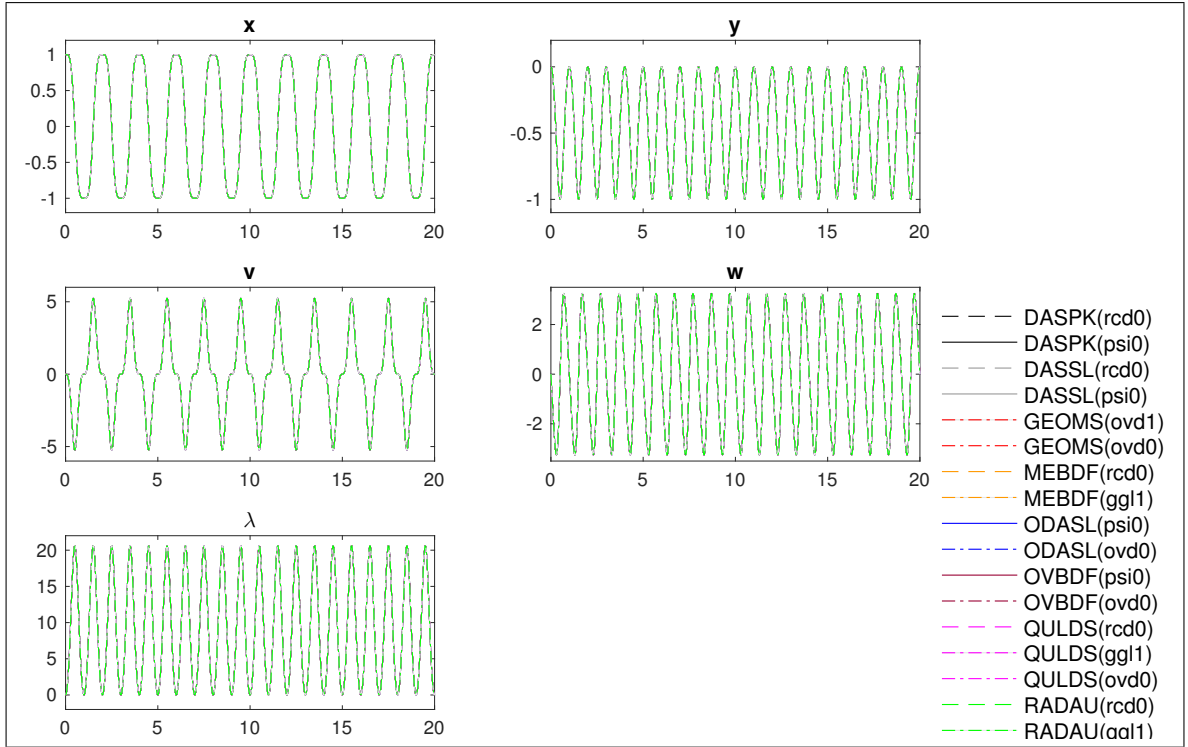 x
1
0.5
0
-0.5
-1
0 5 10 15 20
y
0
-0.5
-1
0 5 10 15 20
v
5
0
-5
0 5 10 15 20
w
2
0
-2
0 5 10 15 20
λ
20
15
10
5
0
0 5 10 15 20
DASPK(rcd0)
DASPK(psi0)
DASSL(rcd0)
DASSL(psi0)
GEOMS(ovd1)
GEOMS(ovd0)
MEBDF(rcd0)
MEBDF(ggl1)
ODASL(psi0)
ODASL(ovd0)
OVBDF(psi0)
OVBDF(ovd0)
QULDS(rcd0)
QULDS(ggl1)
QULDS(ovd0)
RADAU(rcd0)
RADAU(ggl1)